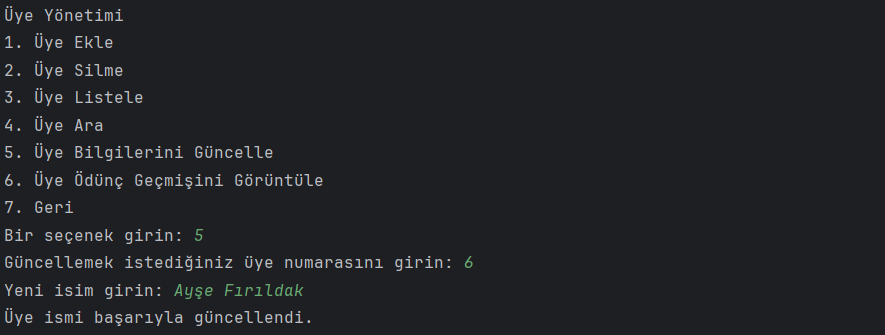 Üye Yönetimi
1. Üye Ekle
2. Üye Silme
3. Üye Listele
4. Üye Ara
5. Üye Bilgilerini Güncelle
6. Üye Ödünç Geçmişini Görüntüle
7. Geri
Bir seçenek girin: 5
Güncellemek istediğiniz üye numarasını girin: 6
Yeni isim girin: Ayşe Fırıldak
Üye ismi başarıyla güncellendi.